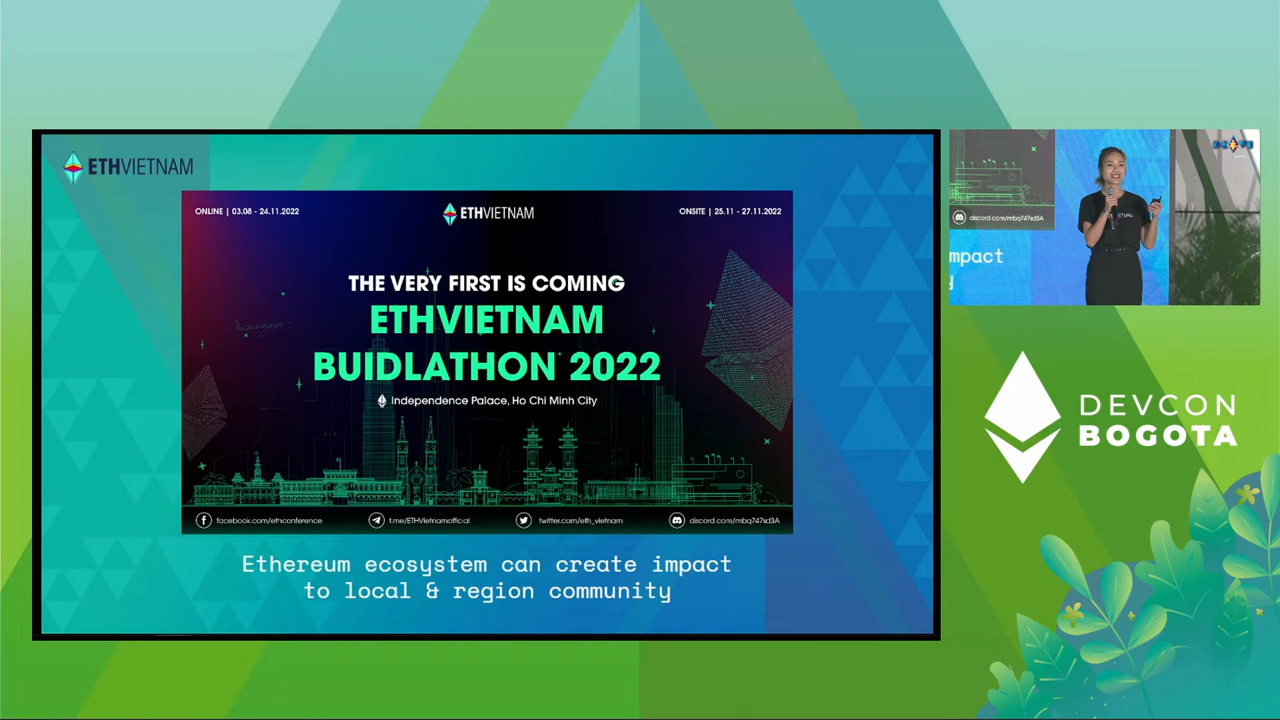 ETHVIETNAM
ONLINE | 03.08 - 24.11.2022
ETHVIETNAM
ONSITE | 25.11 - 27.11.2022
THE VERY FIRST IS COMING
ETHVIETNAM
BUIDLATHON 2022
Independence Palace, Ho Chi Minh City
facebook.com/ethconference
t.me/ETHVietnamofficial
twitter.com/eth_vietnam
discord.com/mbq747sd3A
Ethereum ecosystem can create impact
to local & region community
discord.com/mbq747sd3A
mpact
DEVCON
BOGOTA